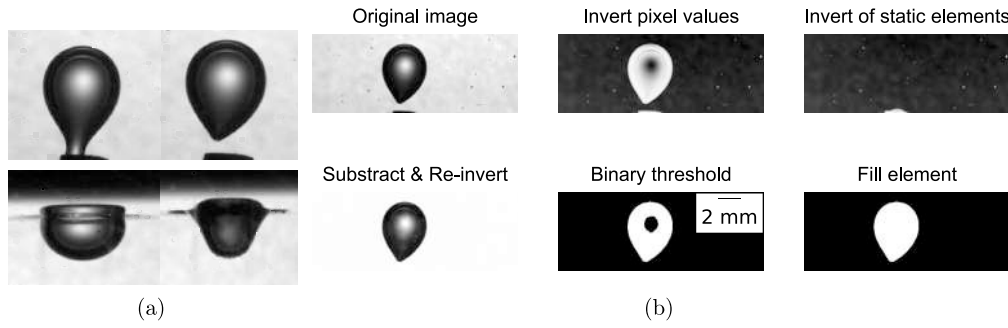 Original image
Invert pixel values
Invert of static elements
Substract & Re-invert
Binary threshold
Fill element
2 mm
(a)
(b)